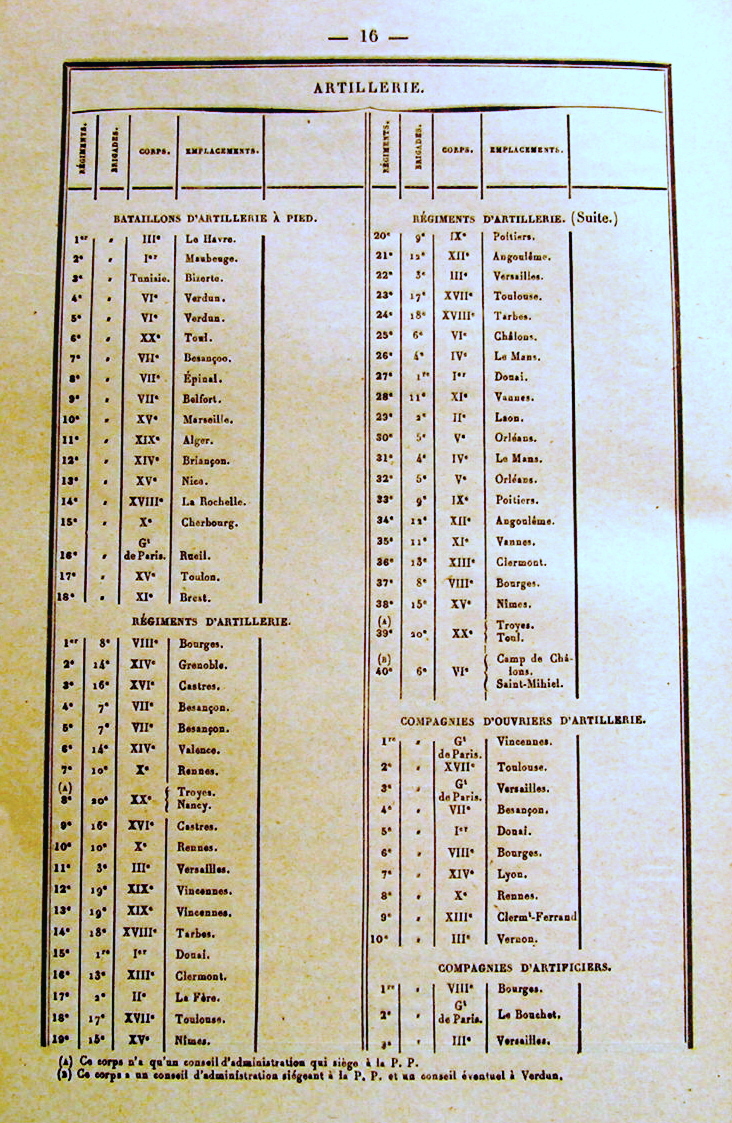 — 16 —
ARTILLERIE.
RÉGIMENTS. BRIGADES. CORPS. EMPLACEMENTS.
BATAILLONS D'ARTILLERIE À PIED.
1er " IIIe Le Havre.
2e " Ier Maubeuge.
3e " Tunisie. Bizerte.
4e " VIe Verdun.
5e " VIe Verdun.
6e " XXe Toul.
7e " VIIe Besançon.
8e " VIIe Épinal.
9e " VIIe Belfort.
10e " XVe Marseille.
11e " XIXe Alger.
12e " XIVe Briançon.
13e " XVe Nice.
14e " XVIIIe La Rochelle.
15e " Xe Cherbourg.
Gt
16e " de Paris. Rueil.
17e " XVe Toulon.
18e " XIe Brest.
RÉGIMENTS D'ARTILLERIE.
1er 8e VIIIe Bourges.
2e 14e XIVe Grenoble.
3e 16e XVIe Castres.
4e 7e VIIe Besançon.
5e 7e VIIe Besançon.
6e 14e XIVe Valence.
7e 10e Xe Rennes.
(A) Troyes.
8e 20e XXe Nancy.
9e 16e XVIe Castres.
10e 10e Xe Rennes.
11e 3e IIIe Versailles.
12e 19e XIXe Vincennes.
13e 19e XIXe Vincennes.
14e 18e XVIIIe Tarbes.
15e 1re Ier Douai.
16e 13e XIIIe Clermont.
17e 2e IIe La Fère.
18e 17e XVIIe Toulouse.
19e 15e XVe Nîmes.
RÉGIMENTS. BRIGADES. CORPS. EMPLACEMENTS.
RÉGIMENTS D'ARTILLERIE. (Suite.)
20e 9e IXe Poitiers.
21e 12e XIIe Angoulême.
22e 3e IIIe Versailles.
23e 17e XVIIe Toulouse.
24e 18e XVIIIe Tarbes.
25e 6e VIe Châlons.
26e 4e IVe Le Mans.
27e 1re Ier Douai.
28e 11e XIe Vannes.
29e 2e IIe Laon.
30e 5e Ve Orléans.
31e 4e IVe Le Mans.
32e 5e Ve Orléans.
33e 9e IXe Poitiers.
34e 12e XIIe Angoulême.
35e 11e XIe Vannes.
36e 13e XIIIe Clermont.
37e 8e VIIIe Bourges.
38e 15e XVe Nîmes.
(A) Troyes.
39e 20e XXe Toul.
(B) Camp de Châ-
40e 6e VIe lons.
Saint-Mihiel.
COMPAGNIES D'OUVRIERS D'ARTILLERIE.
1re " Gt Vincennes.
de Paris.
2e " XVIIe Toulouse.
3e " Gt Versailles.
de Paris.
4e " VIIe Besançon.
5e " Ier Douai.
6e " VIIIe Bourges.
7e " XIVe Lyon.
8e " Xe Rennes.
9e " XIIIe Clermt-Ferrand
10e " IIIe Vernon.
COMPAGNIES D'ARTIFICIERS.
1re " VIIIe Bourges.
Gt
2e " de Paris. Le Bouchet.
3e " IIIe Versailles.
(A) Ce corps n'a qu'un conseil d'administration qui siège à la P. P.
(B) Ce corps a un conseil d'administration siégeant à la P. P. et un conseil éventuel à Verdun.